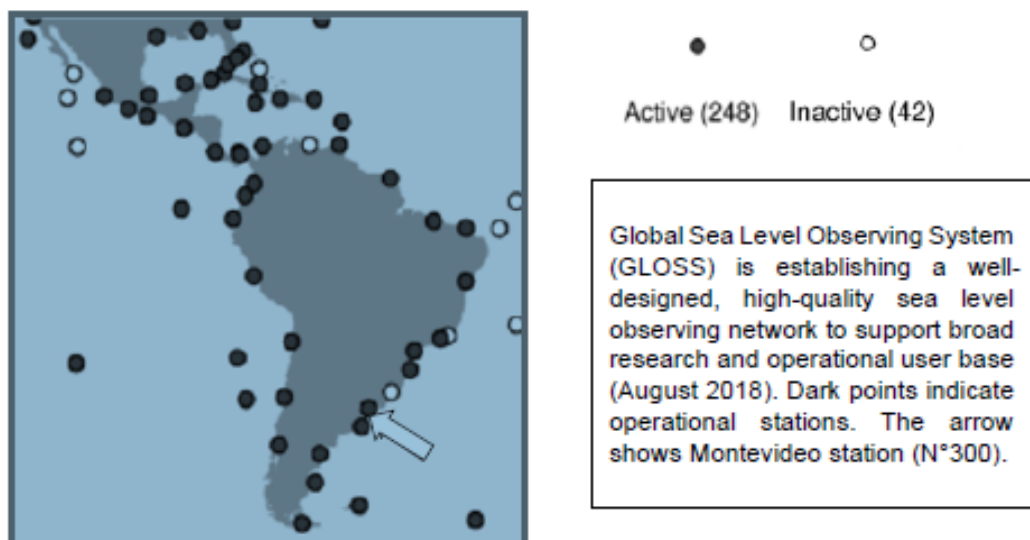 Active (248) Inactive (42)
Global Sea Level Observing System
(GLOSS) is establishing a well-
designed, high-quality sea level
observing network to support broad
research and operational user base
(August 2018). Dark points indicate
operational stations. The arrow
shows Montevideo station (N°300).